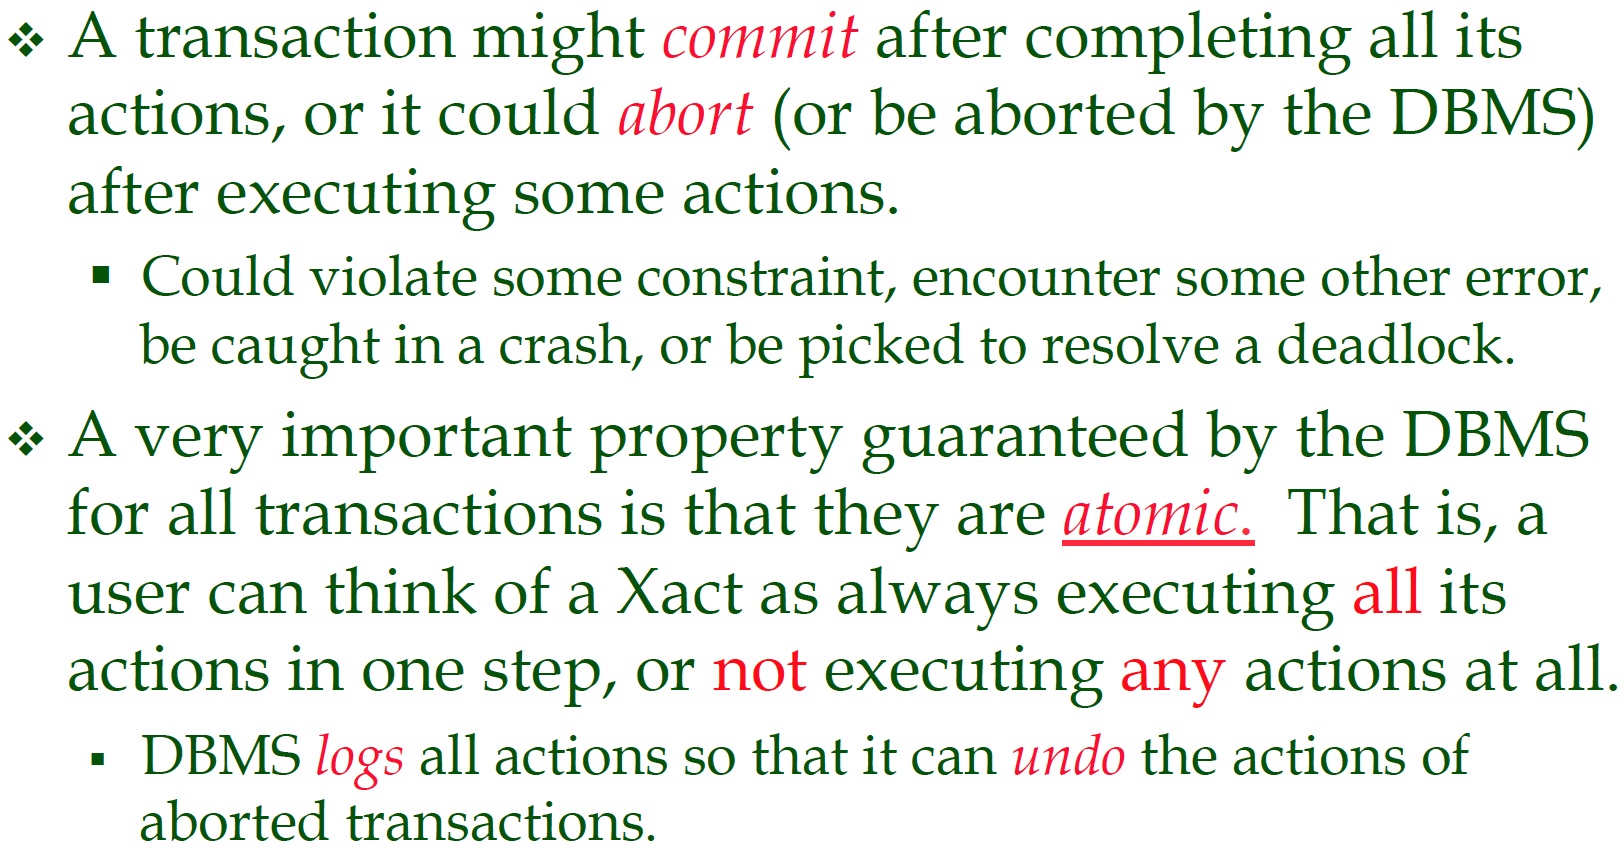 ❖ A transaction might commit after completing all its
actions, or it could abort (or be aborted by the DBMS)
after executing some actions.
▪ Could violate some constraint, encounter some other error,
be caught in a crash, or be picked to resolve a deadlock.
❖ A very important property guaranteed by the DBMS
for all transactions is that they are atomic. That is, a
user can think of a Xact as always executing all its
actions in one step, or not executing any actions at all.
▪ DBMS logs all actions so that it can undo the actions of
aborted transactions.